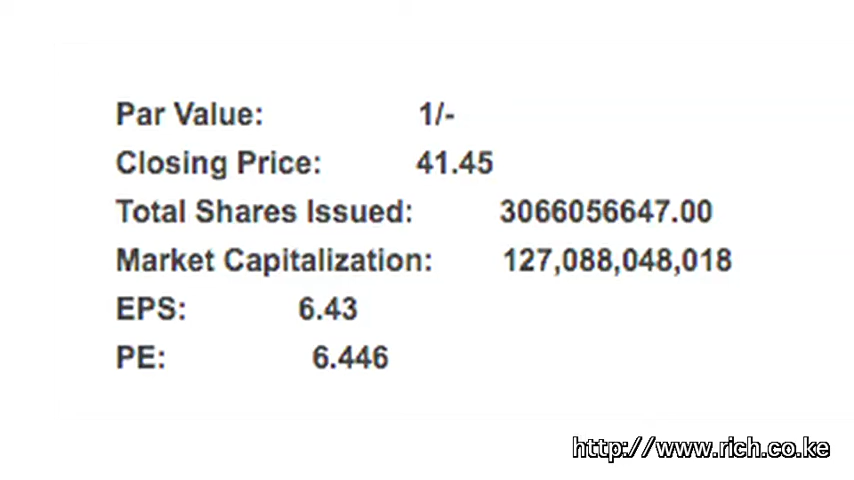 Par Value: 1/-
Closing Price: 41.45
Total Shares Issued: 3066056647.00
Market Capitalization: 127,088,048,018
EPS: 6.43
PE: 6.446
http://www.rich.co.ke